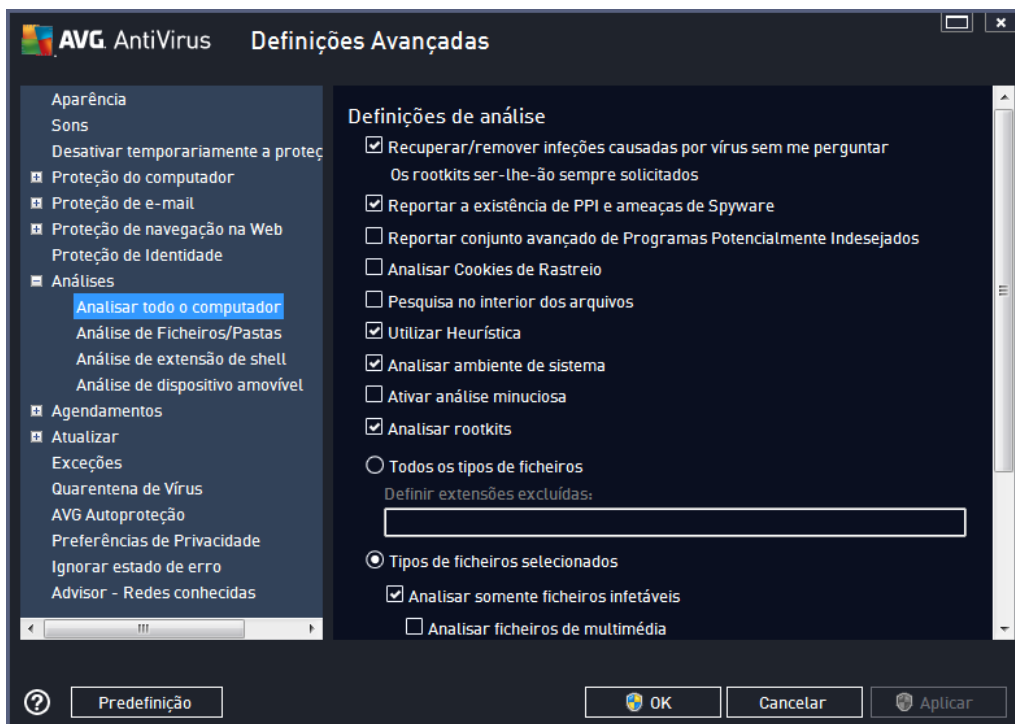 AVG AntiVirus Definições Avançadas
Aparência
Sons
Desativar temporariamente a proteç
Proteção do computador
Proteção de e-mail
Proteção de navegação na Web
Proteção de Identidade
Análises
Analisar todo o computador
Análise de Ficheiros/Pastas
Análise de extensão de shell
Análise de dispositivo amovível
Agendamentos
Atualizar
Exceções
Quarentena de Vírus
AVG Autoproteção
Preferências de Privacidade
Ignorar estado de erro
Advisor - Redes conhecidas
Definições de análise
Recuperar/remover infeções causadas por vírus sem me perguntar
Os rootkits ser-lhe-ão sempre solicitados
Reportar a existência de PPI e ameaças de Spyware
Reportar conjunto avançado de Programas Potencialmente Indesejados
Analisar Cookies de Rastreio
Pesquisa no interior dos arquivos
Utilizar Heurística
Analisar ambiente de sistema
Ativar análise minuciosa
Analisar rootkits
Todos os tipos de ficheiros
Definir extensões excluídas:
Tipos de ficheiros selecionados
Analisar somente ficheiros infetáveis
Analisar ficheiros de multimédia
? Predefinição OK Cancelar Aplicar